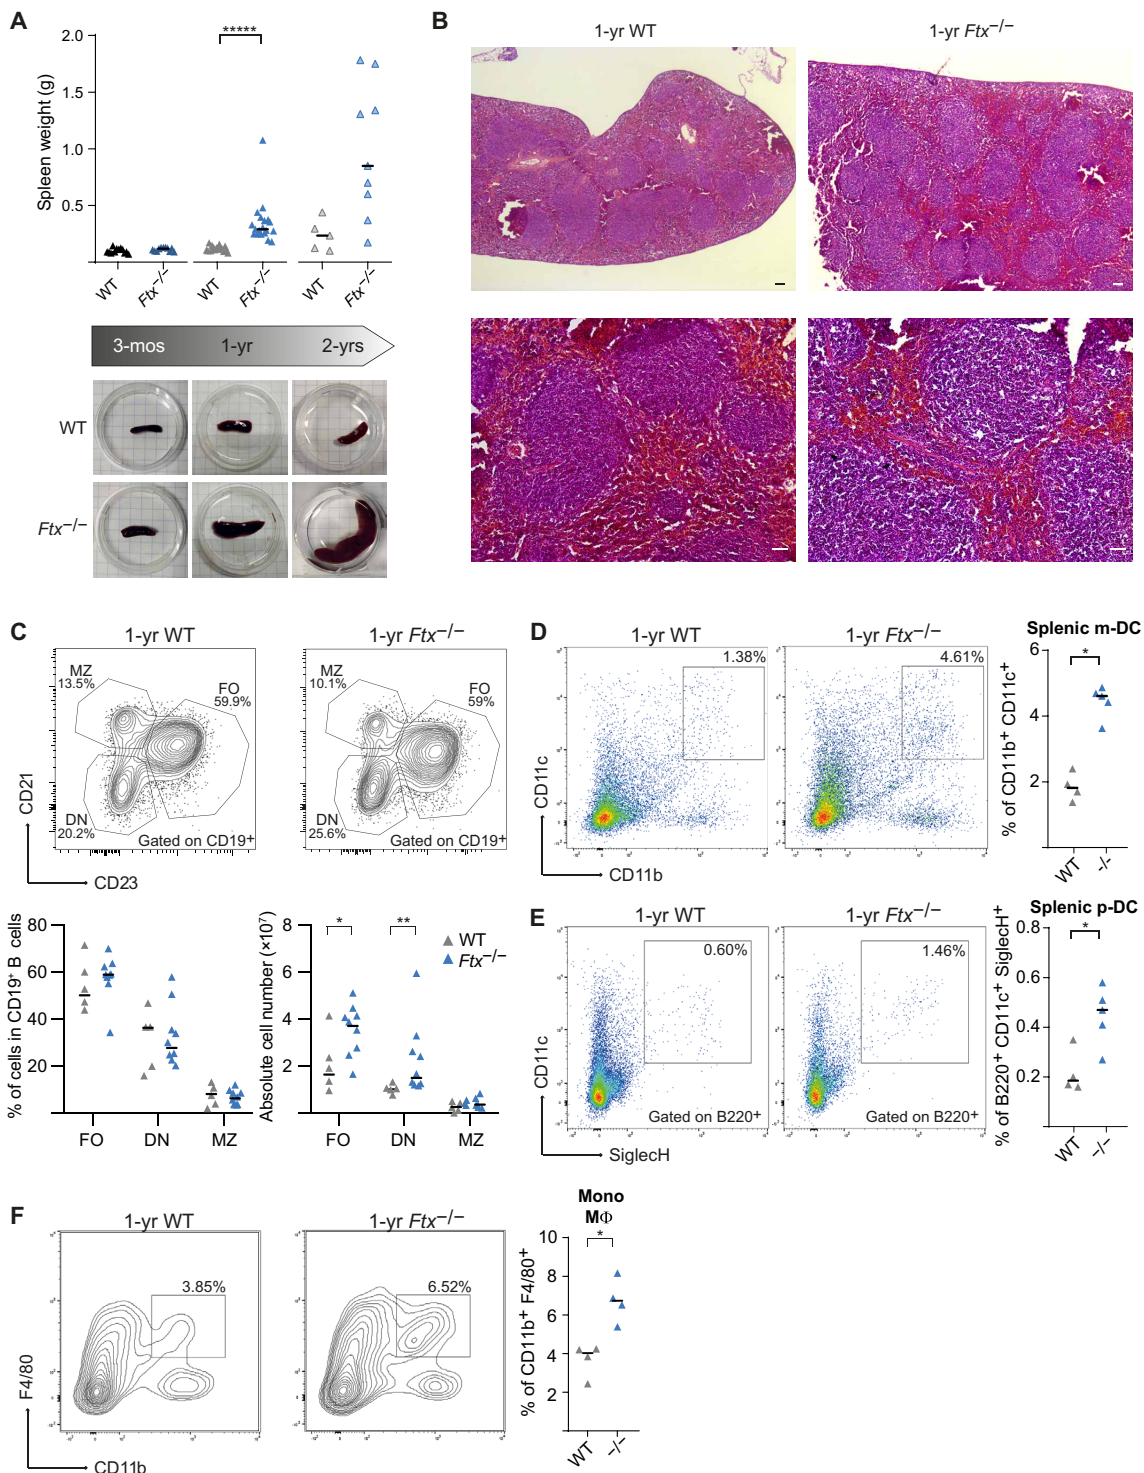 A
*****
Spleen weight (g)
2.0
1.5
1.0
0.5
WT
Ftx–/–
WT
Ftx–/–
WT
Ftx–/–
3-mos
1-yr
2-yrs
WT
Ftx–/–
B
1-yr WT
1-yr Ftx–/–
C
1-yr WT
1-yr Ftx–/–
MZ
13.5%
FO
59.9%
DN
20.2%
Gated on CD19+
MZ
10.1%
FO
59%
DN
25.6%
Gated on CD19+
CD21
CD23
% of cells in CD19+ B cells
80
60
40
20
FO
DN
MZ
Absolute cell number (×10⁷)
8
6
4
2
*
**
WT
Ftx–/–
FO
DN
MZ
D
1-yr WT
1-yr Ftx–/–
1.38%
4.61%
CD11c
CD11b
Splenic m-DC
% of CD11b+ CD11c+
6
4
2
*
WT
–/–
E
1-yr WT
1-yr Ftx–/–
0.60%
1.46%
Gated on B220+
Gated on B220+
CD11c
SiglecH
Splenic p-DC
% of B220+ CD11c+ SiglecH+
0.8
0.6
0.4
0.2
*
WT
–/–
F
1-yr WT
1-yr Ftx–/–
3.85%
6.52%
F4/80
CD11b
Mono
MΦ
% of CD11b+ F4/80+
10
8
6
4
2
*
WT
–/–